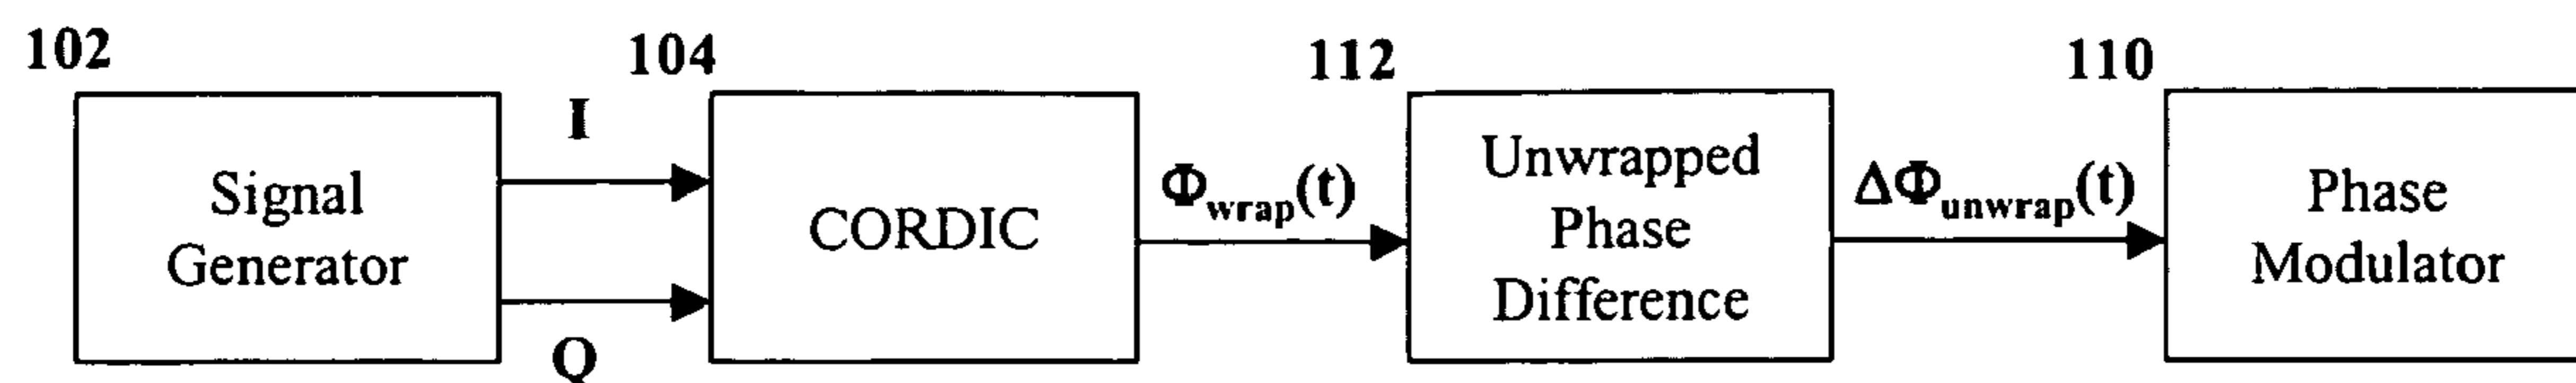 102
104
112
110
I
Q
Signal
Generator
CORDIC
Φwrap(t)
Unwrapped
Phase
Difference
ΔΦunwrap(t)
Phase
Modulator